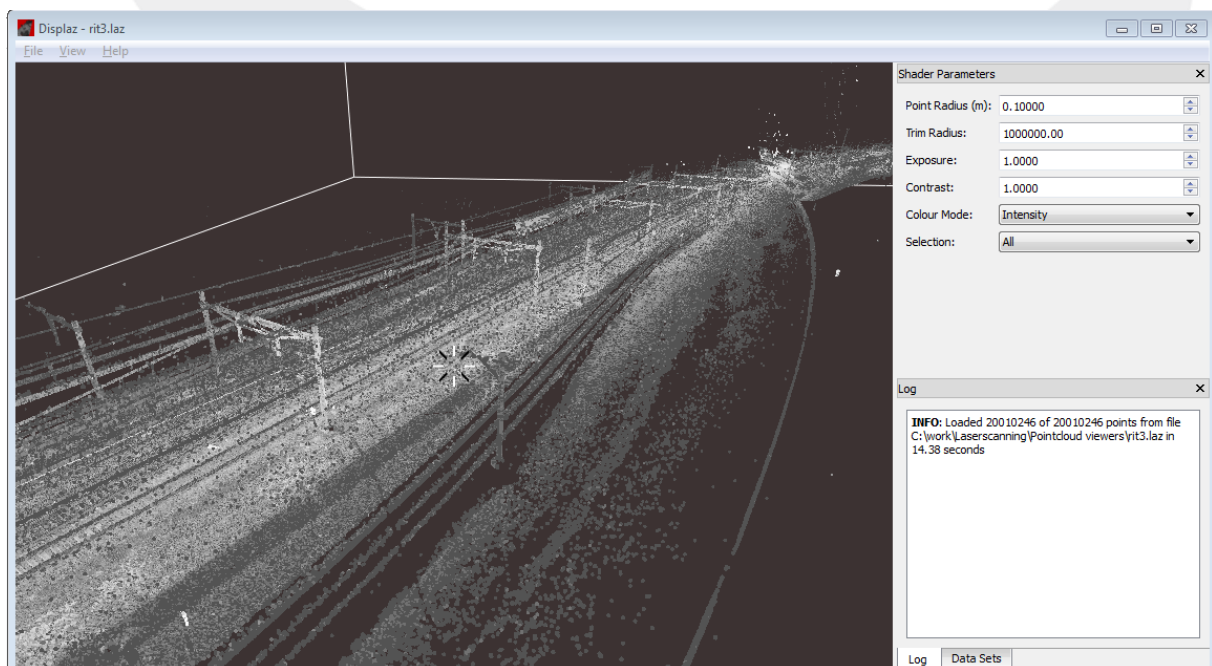 Displaz - rit3.laz
File View Help
Shader Parameters
Point Radius (m): 0.10000
Trim Radius: 1000000.00
Exposure: 1.0000
Contrast: 1.0000
Colour Mode: Intensity
Selection: All
Log
INFO: Loaded 20010246 of 20010246 points from file
C:\work\Laserscanning\Pointcloud viewers\rit3.laz in
14.38 seconds
Log Data Sets